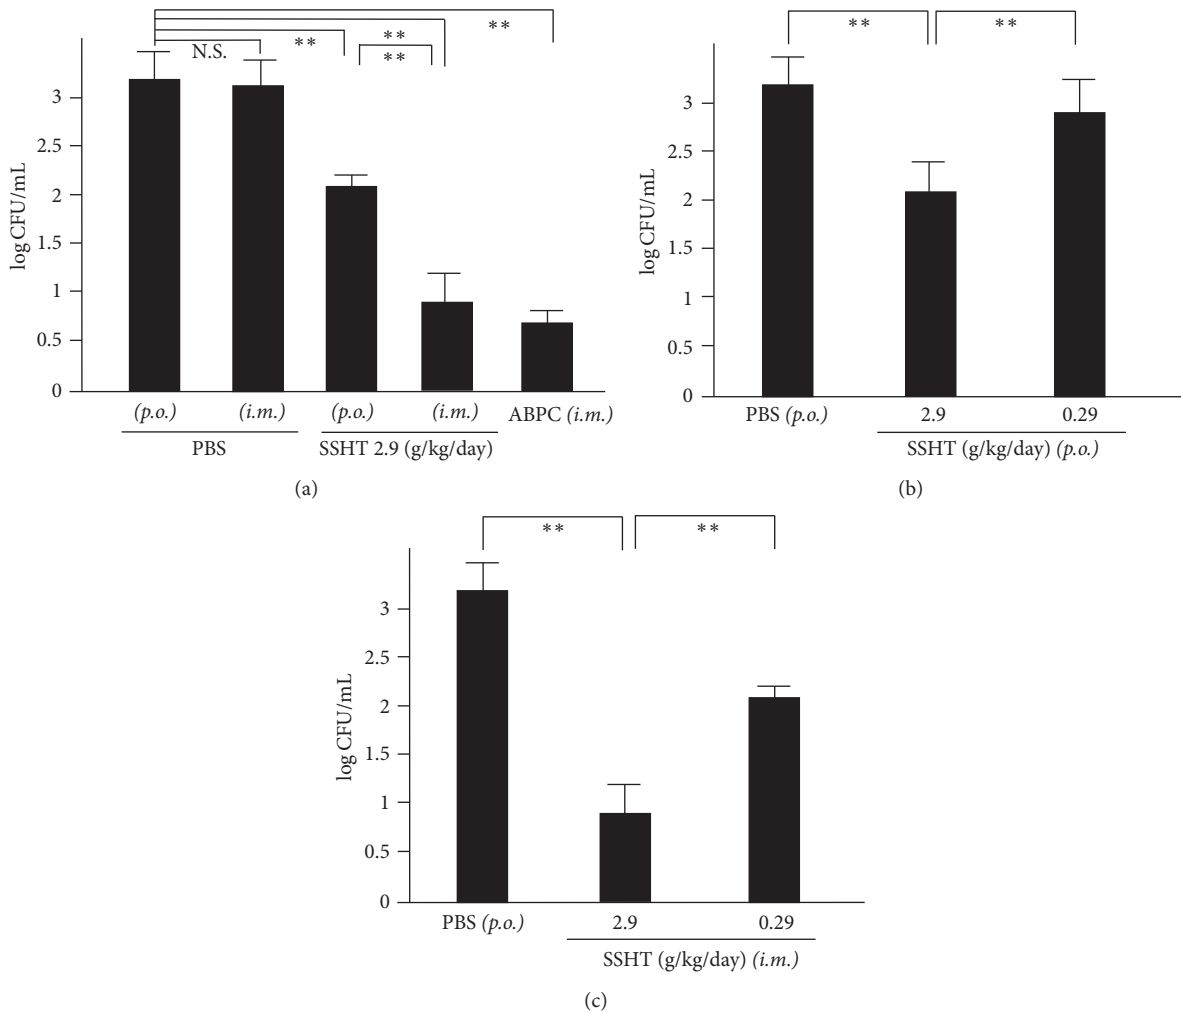 **
**
N.S.
**
**
3
2.5
2
1.5
1
0.5
0
log CFU/mL
(p.o.)
(i.m.)
(p.o.)
(i.m.)
ABPC (i.m.)
PBS
SSHT 2.9 (g/kg/day)
(a)
**
**
3
2.5
2
1.5
1
0.5
0
log CFU/mL
PBS (p.o.)
2.9
0.29
SSHT (g/kg/day) (p.o.)
(b)
**
**
3
2.5
2
1.5
1
0.5
0
log CFU/mL
PBS (p.o.)
2.9
0.29
SSHT (g/kg/day) (i.m.)
(c)